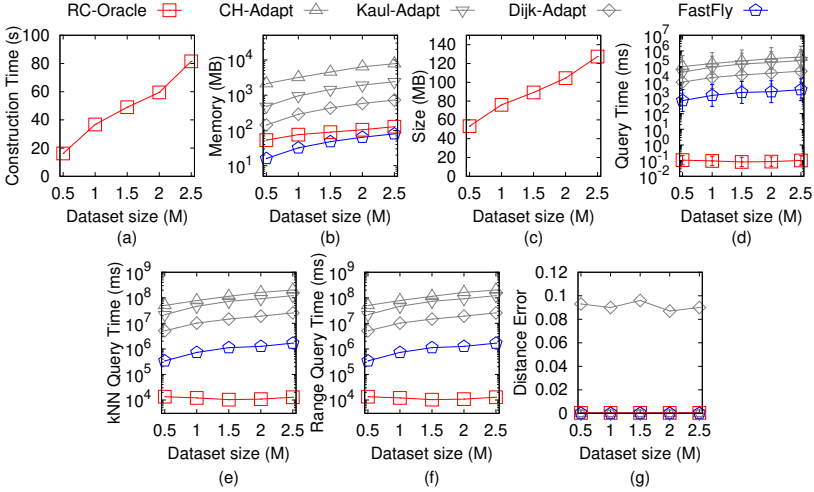 RC-Oracle CH-Adapt Kaul-Adapt Dijk-Adapt FastFly
Construction Time (s)
100
80
60
40
20
0
0.5 1 1.5 2 2.5
Dataset size (M)
(a)
Memory (MB)
10^4
10^3
10^2
10^1
0.5 1 1.5 2 2.5
Dataset size (M)
(b)
Size (MB)
140
120
100
80
60
40
20
0
0.5 1 1.5 2 2.5
Dataset size (M)
(c)
Query Time (ms)
10^7
10^6
10^5
10^4
10^3
10^2
10^1
10^0
10^-1
10^-2
0.5 1 1.5 2 2.5
Dataset size (M)
(d)
kNN Query Time (ms)
10^9
10^8
10^7
10^6
10^5
10^4
0.5 1 1.5 2 2.5
Dataset size (M)
(e)
Range Query Time (ms)
10^9
10^8
10^7
10^6
10^5
10^4
0.5 1 1.5 2 2.5
Dataset size (M)
(f)
Distance Error
0.12
0.1
0.08
0.06
0.04
0.02
0
0.5 1 1.5 2 2.5
Dataset size (M)
(g)